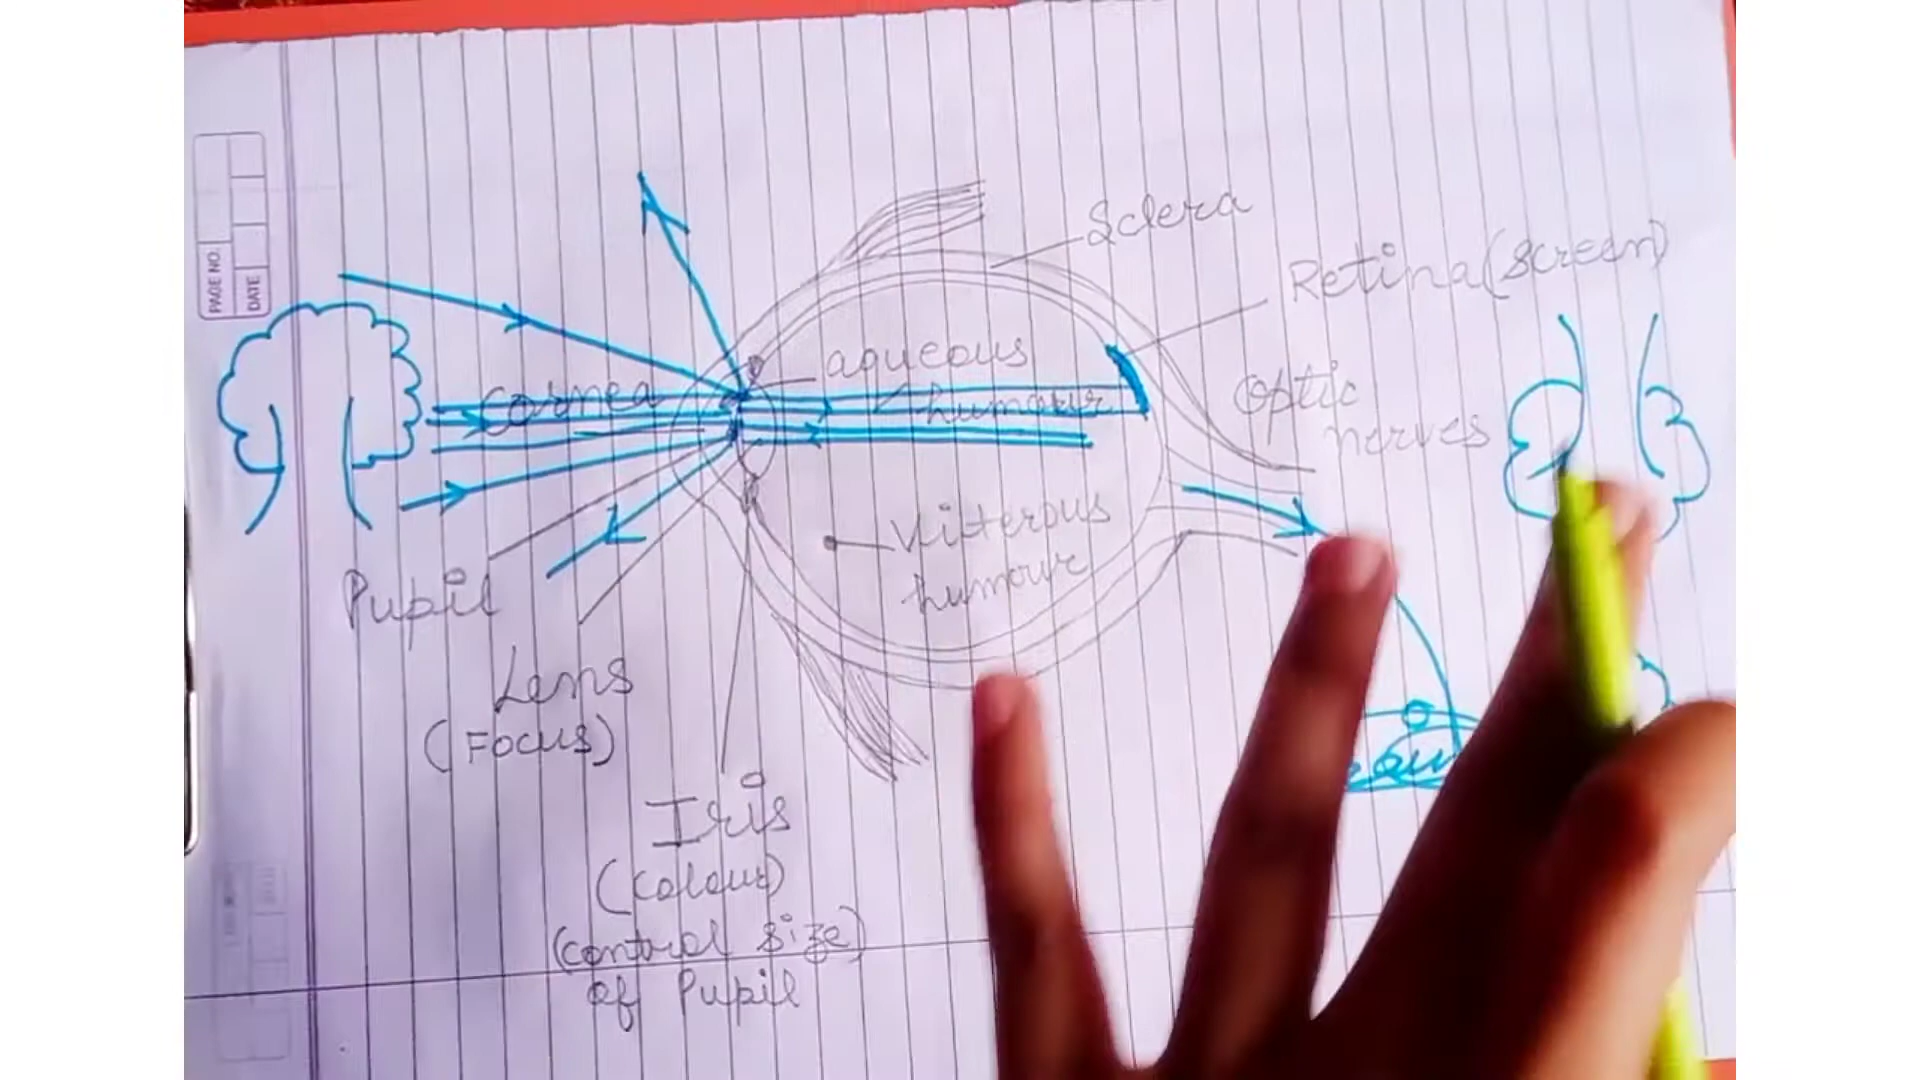 PAGE NO.
DATE
Sclera
Retina (Screen)
aqueous
humour
Cornea
Optic
nerves
Vitterous
humour
Pupil
Lens
(Focus)
Iris
(Colour)
(control size)
of Pupil